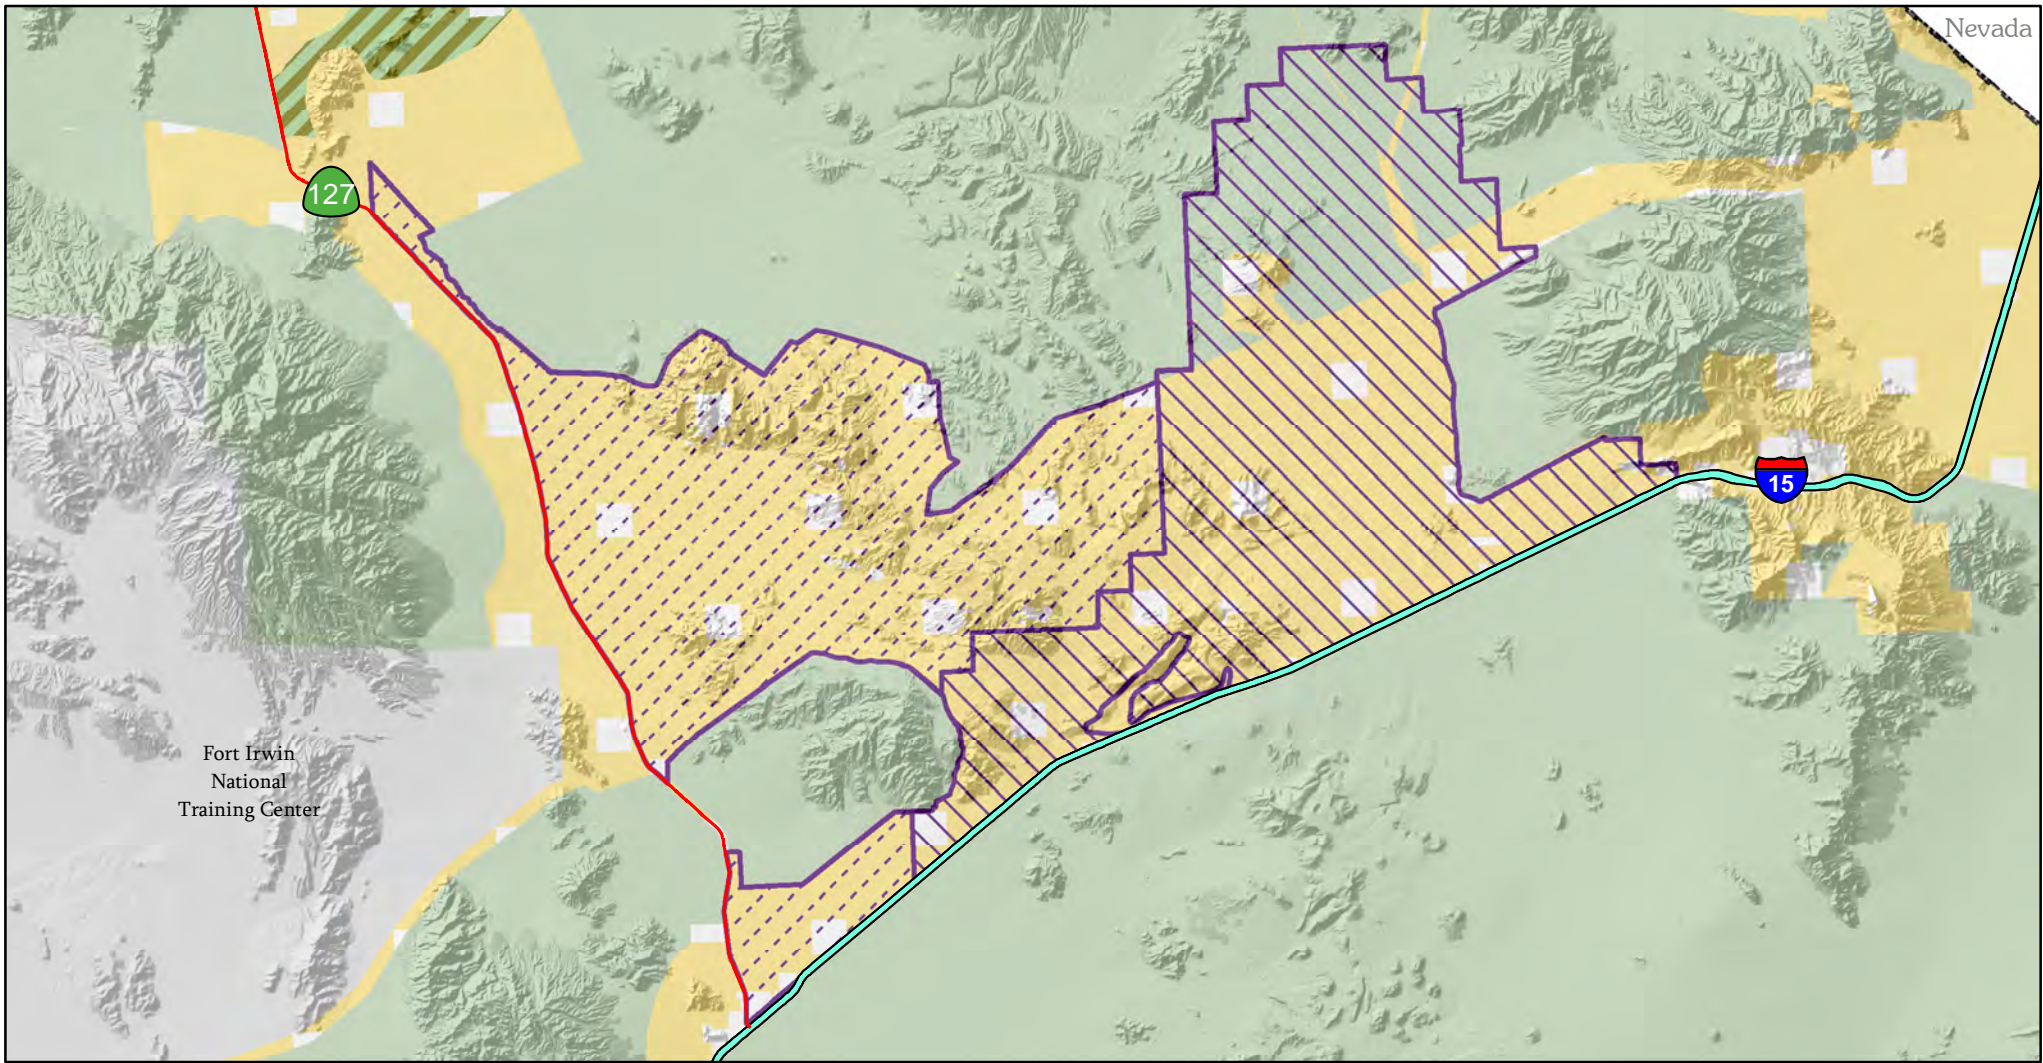 Nevada
127
15
Fort Irwin
National
Training Center